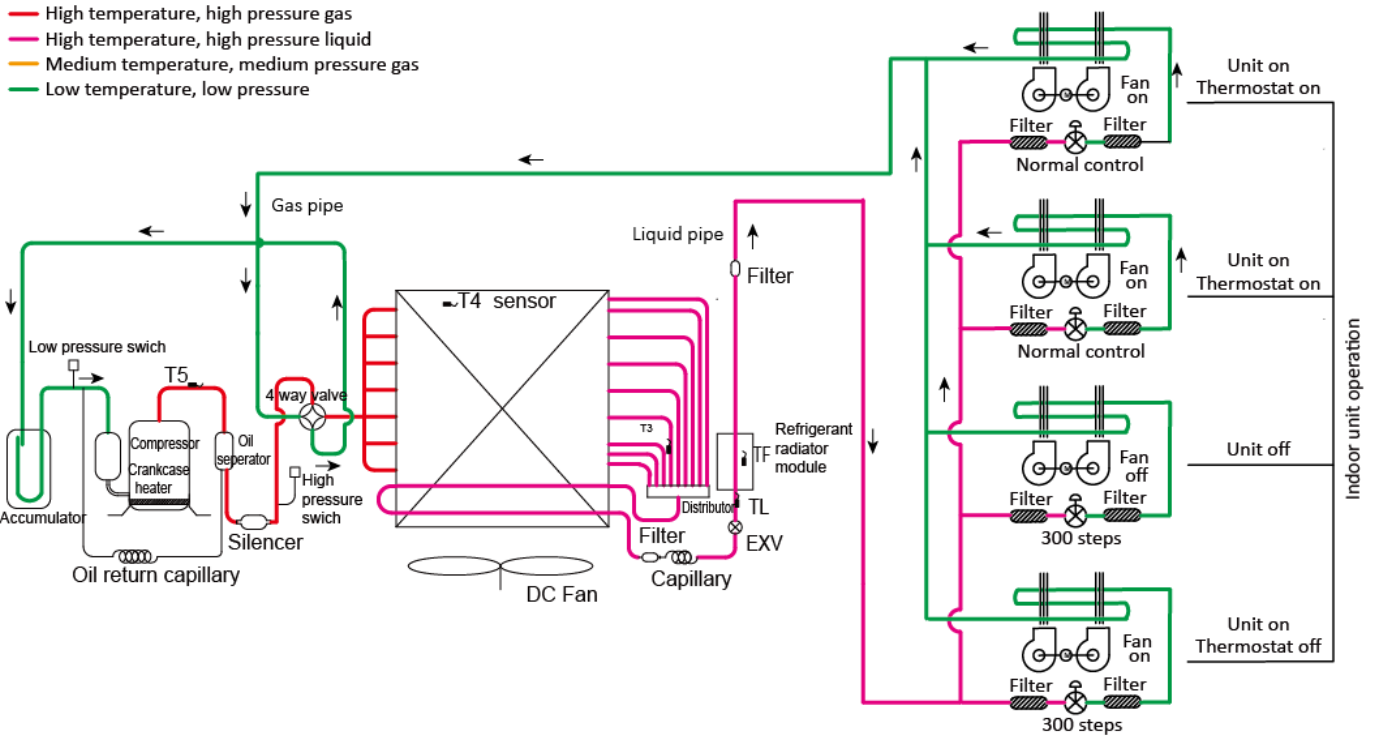 High temperature, high pressure gas
High temperature, high pressure liquid
Medium temperature, medium pressure gas
Low temperature, low pressure
Fan
on
Filter
Filter
Normal control
Unit on
Thermostat on
Gas pipe
Liquid pipe
Filter
Fan
on
Filter
Filter
Normal control
Unit on
Thermostat on
T4 sensor
Low pressure swich
T5
4 way valve
Compressor
Crankcase
heater
Oil
seperator
High
pressure
swich
Accumulator
Silencer
Oil return capillary
T3
TF
Refrigerant
radiator
module
Distributor
TL
Filter
EXV
Capillary
DC Fan
Fan
off
Filter
Filter
300 steps
Unit off
Fan
on
Filter
Filter
300 steps
Unit on
Thermostat off
Indoor unit operation